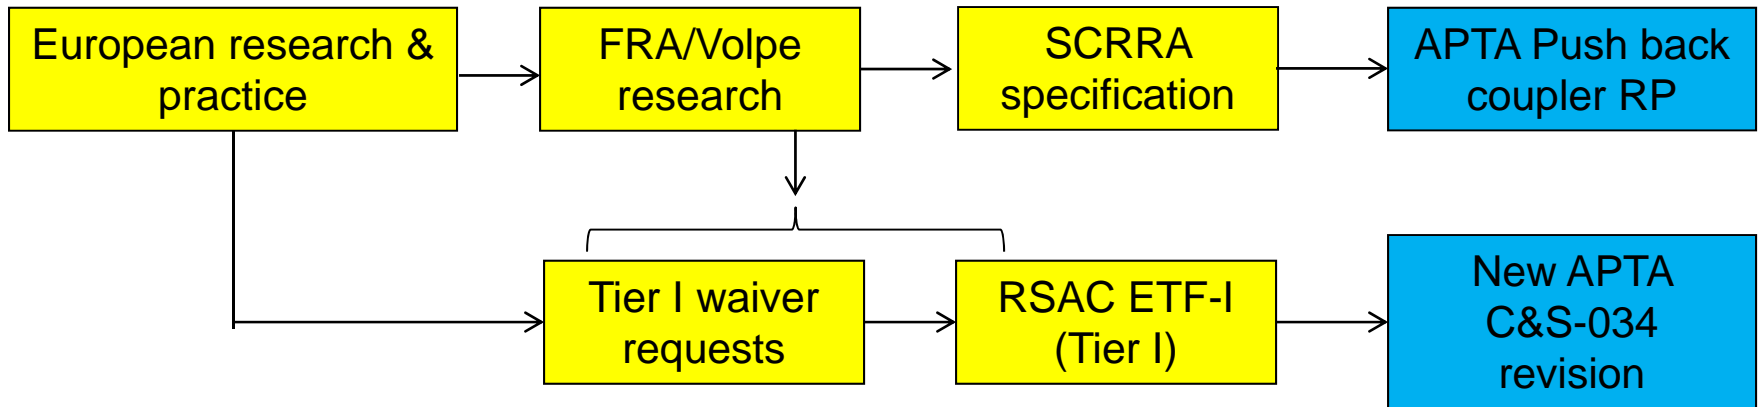 European research &
practice
FRA/Volpe
research
SCRRA
specification
APTA Push back
coupler RP
Tier I waiver
requests
RSAC ETF-I
(Tier I)
New APTA
C&S-034
revision